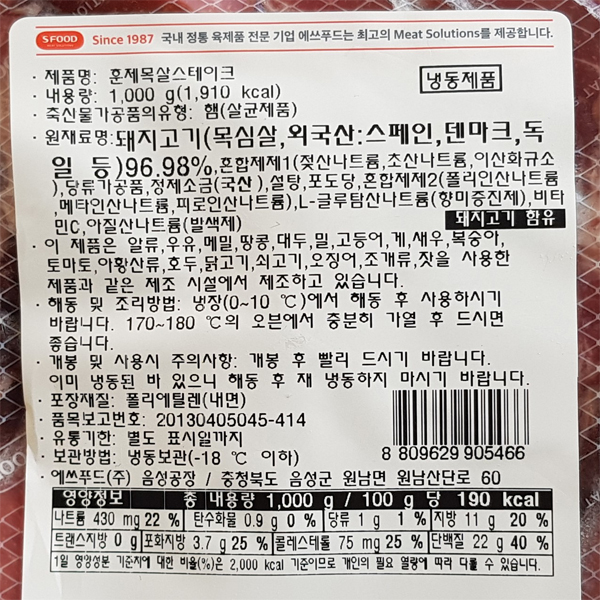 SFOOD Since 1987 국내 정통 육제품 전문 기업 에쓰푸드는 최고의 Meat Solutions를 제공합니다.
· 제품명: 훈제목살스테이크
냉동제품
· 내용량: 1,000 g(1,910 kcal)
· 축산물가공품의유형: 햄(살균제품)
· 원재료명:돼지고기(목심살,외국산:스페인,덴마크,독
일 등)96.98%,혼합제제1(젖산나트륨,초산나트륨,이산화규소
),당류가공품,정제소금(국산),설탕,포도당,혼합제제2(폴리인산나트륨
,메타인산나트륨,피로인산나트륨),L-글루탐산나트륨(향미증진제),비타
민C,아질산나트륨(발색제) 돼지고기 함유
· 이 제품은 알류,우유,메밀,땅콩,대두,밀,고등어,게,새우,복숭아,
토마토,아황산류,호두,닭고기,쇠고기,오징어,조개류,잣을 사용한
제품과 같은 제조 시설에서 제조하고 있습니다.
· 해동 및 조리방법: 냉장(0~10 ℃)에서 해동 후 사용하시기
바랍니다. 170~180 ℃의 오븐에서 충분히 가열 후 드시면
좋습니다.
· 개봉 및 사용시 주의사항: 개봉 후 빨리 드시기 바랍니다.
이미 냉동된 바 있으니 해동 후 재 냉동하지 마시기 바랍니다.
· 포장재질: 폴리에틸렌(내면)
· 품목보고번호: 20130405045-414
· 유통기한: 별도 표시일까지
· 보관방법: 냉동보관(-18 ℃ 이하)
8 809629 905466
· 에쓰푸드(주) 음성공장 / 충청북도 음성군 원남면 원남산단로 60
영양정보 총 내용량 1,000 g / 100 g 당 190 kcal
나트륨 430 mg 22 % 탄수화물 0.9 g 0 % 당류 1 g 1 % 지방 11 g 20 %
트랜스지방 0 g 포화지방 3.7 g 25 % 콜레스테롤 75 mg 25 % 단백질 22 g 40 %
1일 영양성분 기준치에 대한 비율(%)은 2,000 kcal 기준이므로 개인의 필요 열량에 따라 다를 수 있습니다.